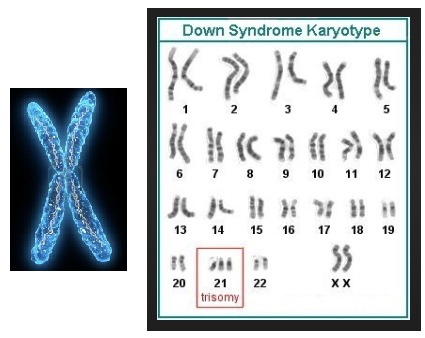 Down Syndrome Karyotype
1 2 3 4 5
6 7 8 9 10 11 12
13 14 15 16 17 18 19
20 21 22 X X
trisomy